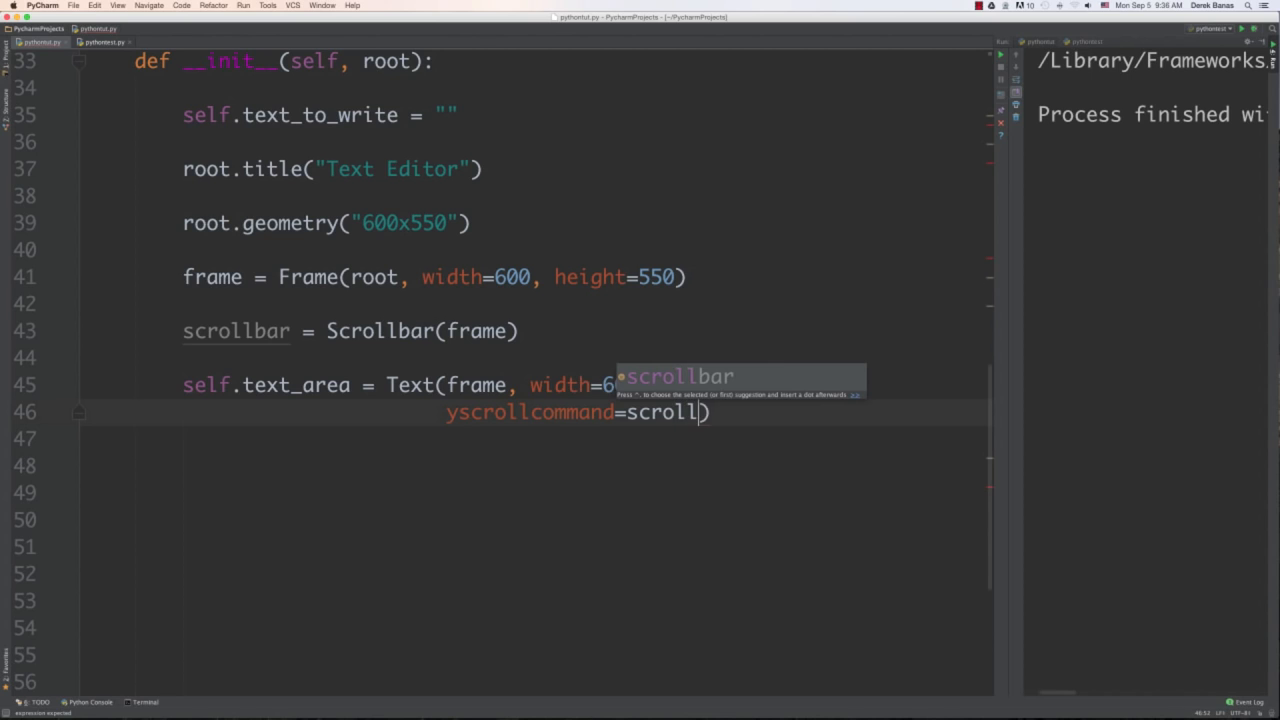 PyCharm File Edit View Navigate Code Refactor Run Tools VCS Window Help 10 Mon Sep 5 9:36 AM Derek Banas
pythontut.py - PycharmProjects - [~/PycharmProjects]
PycharmProjects pythontut.py pythontest
pythontut.py pythontest.py Run: pythontut pythontest
33 def __init__(self, root):
34
35 self.text_to_write = ""
36
37 root.title("Text Editor")
38
39 root.geometry("600x550")
40
41 frame = Frame(root, width=600, height=550)
42
43 scrollbar = Scrollbar(frame)
44
45 self.text_area = Text(frame, width=6
scrollbar
Press ^. to choose the selected (or first) suggestion and insert a dot afterwards >>
46 yscrollcommand=scroll)
47
48
49
50
51
52
53
54
55
56
/Library/Frameworks
Process finished wi
1: Project
Z: Structure
2: Favorites
Run
6: TODO Python Console Terminal Event Log
expression expected 46:52 LF÷ UTF-8÷